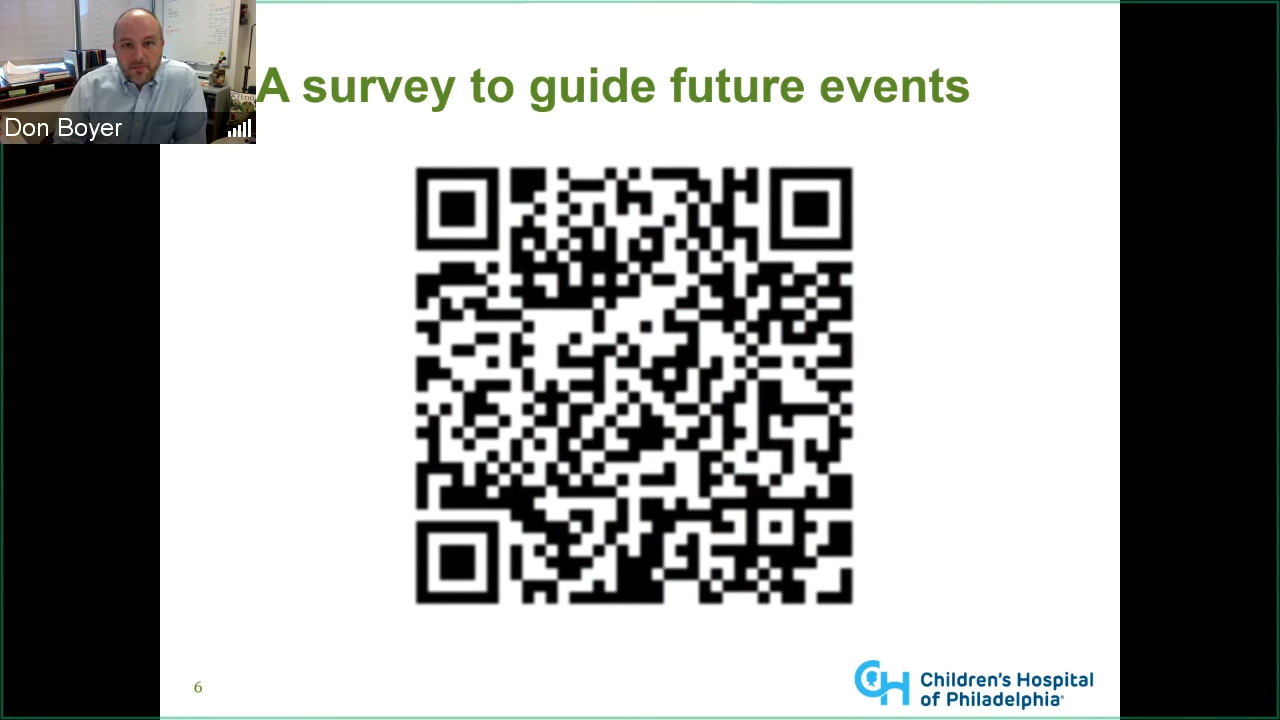 A survey to guide future events
Don Boyer
6
Children's Hospital
of Philadelphia